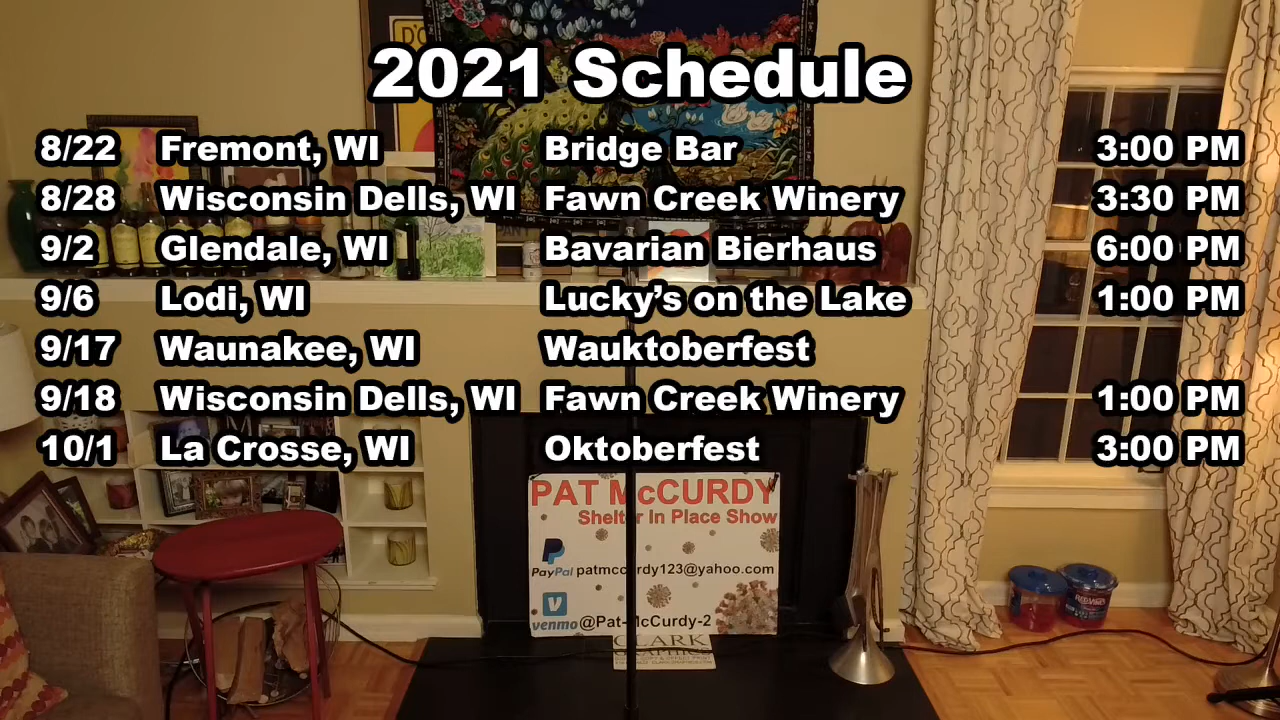 2021 Schedule
8/22 Fremont, WI Bridge Bar 3:00 PM
8/28 Wisconsin Dells, WI Fawn Creek Winery 3:30 PM
9/2 Glendale, WI Bavarian Bierhaus 6:00 PM
9/6 Lodi, WI Lucky’s on the Lake 1:00 PM
9/17 Waunakee, WI Wauktoberfest
9/18 Wisconsin Dells, WI Fawn Creek Winery 1:00 PM
10/1 La Crosse, WI Oktoberfest 3:00 PM
PAT McCURDY
Shelter In Place Show
PayPal patmccurdy123@yahoo.com
venmo @Pat-McCurdy-2
CLARK
GRAPHICS